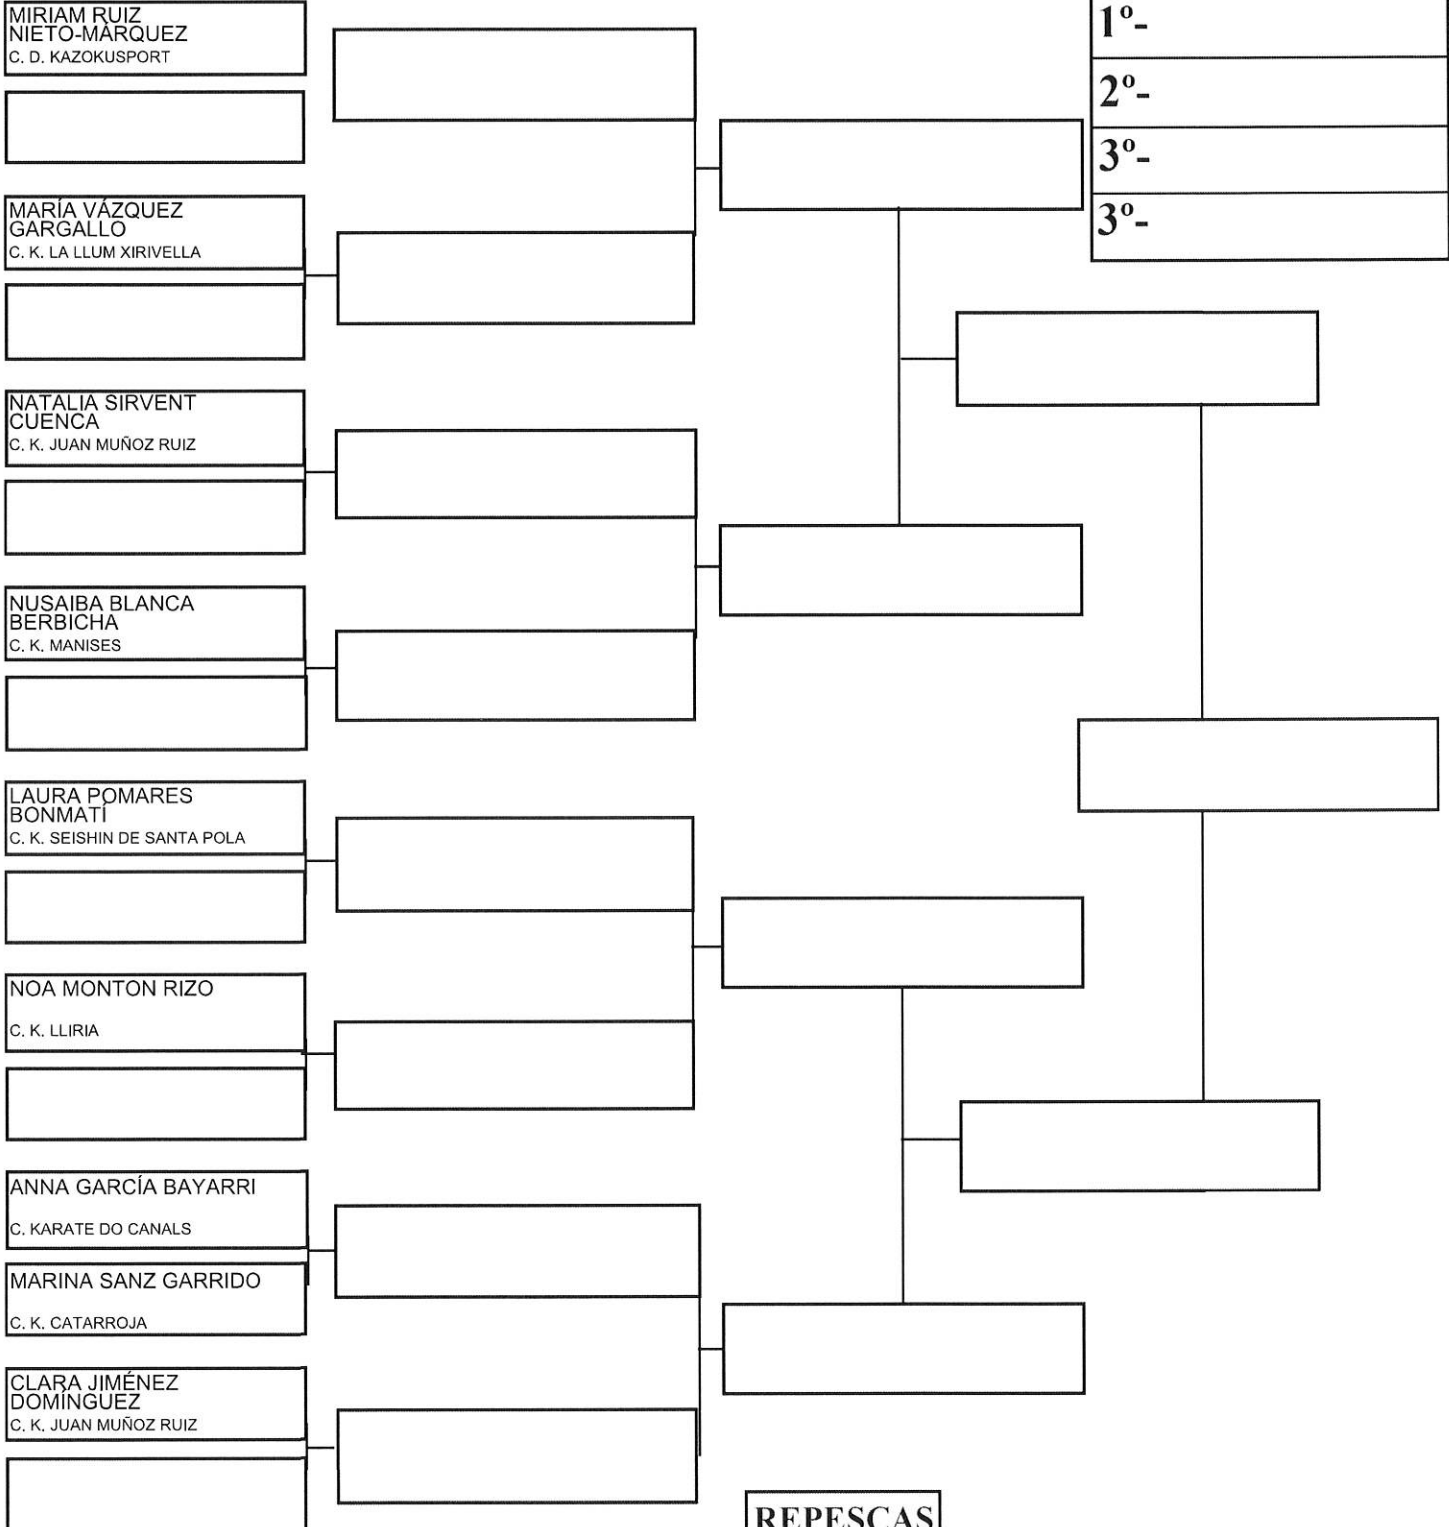 MIRIAM RUIZ
NIETO-MÁRQUEZ
C. D. KAZOKUSPORT
MARÍA VÁZQUEZ
GARGALLO
C. K. LA LLUM XIRIVELLA
NATALIA SIRVENT
CUENCA
C. K. JUAN MUÑOZ RUIZ
NUSAIBA BLANCA
BERBICHA
C. K. MANISES
LAURA POMARES
BONMATÍ
C. K. SEISHIN DE SANTA POLA
NOA MONTON RIZO
C. K. LLIRIA
ANNA GARCÍA BAYARRI
C. KARATE DO CANALS
MARINA SANZ GARRIDO
C. K. CATARROJA
CLARA JIMÉNEZ
DOMÍNGUEZ
C. K. JUAN MUÑOZ RUIZ
1º-
2º-
3º-
3º-
REPESCAS